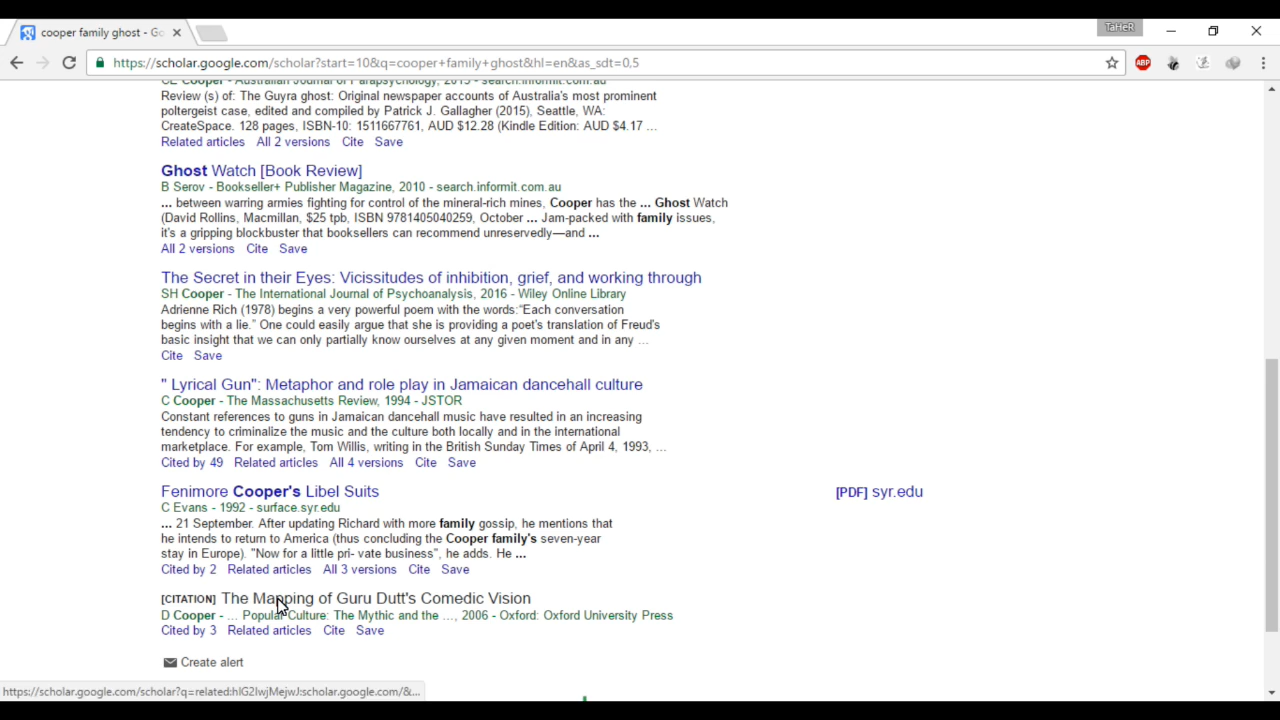 cooper family ghost - Go
TaHeR
https://scholar.google.com/scholar?start=10&q=cooper+family+ghost&hl=en&as_sdt=0,5
ABP
CE Cooper - Australian Journal of Parapsychology, 2015 - search.informit.com.au
Review (s) of: The Guyra ghost: Original newspaper accounts of Australia's most prominent
poltergeist case, edited and compiled by Patrick J. Gallagher (2015), Seattle, WA:
CreateSpace. 128 pages, ISBN-10: 1511667761, AUD $12.28 (Kindle Edition: AUD $4.17 ...
Related articles All 2 versions Cite Save
Ghost Watch [Book Review]
B Serov - Bookseller+ Publisher Magazine, 2010 - search.informit.com.au
... between warring armies fighting for control of the mineral-rich mines, Cooper has the ... Ghost Watch
(David Rollins, Macmillan, $25 tpb, ISBN 9781405040259, October ... Jam-packed with family issues,
it's a gripping blockbuster that booksellers can recommend unreservedly—and ...
All 2 versions Cite Save
The Secret in their Eyes: Vicissitudes of inhibition, grief, and working through
SH Cooper - The International Journal of Psychoanalysis, 2016 - Wiley Online Library
Adrienne Rich (1978) begins a very powerful poem with the words:"Each conversation
begins with a lie." One could easily argue that she is providing a poet's translation of Freud's
basic insight that we can only partially know ourselves at any given moment and in any ...
Cite Save
" Lyrical Gun": Metaphor and role play in Jamaican dancehall culture
C Cooper - The Massachusetts Review, 1994 - JSTOR
Constant references to guns in Jamaican dancehall music have resulted in an increasing
tendency to criminalize the music and the culture both locally and in the international
marketplace. For example, Tom Willis, writing in the British Sunday Times of April 4, 1993, ...
Cited by 49 Related articles All 4 versions Cite Save
Fenimore Cooper's Libel Suits [PDF] syr.edu
C Evans - 1992 - surface.syr.edu
... 21 September. After updating Richard with more family gossip, he mentions that
he intends to return to America (thus concluding the Cooper family's seven-year
stay in Europe). "Now for a little pri- vate business", he adds. He ...
Cited by 2 Related articles All 3 versions Cite Save
[CITATION] The Mapping of Guru Dutt's Comedic Vision
D Cooper - ... Popular Culture: The Mythic and the ..., 2006 - Oxford: Oxford University Press
Cited by 3 Related articles Cite Save
Create alert
https://scholar.google.com/scholar?q=related:hlG2IwjMejwJ:scholar.google.com/&...